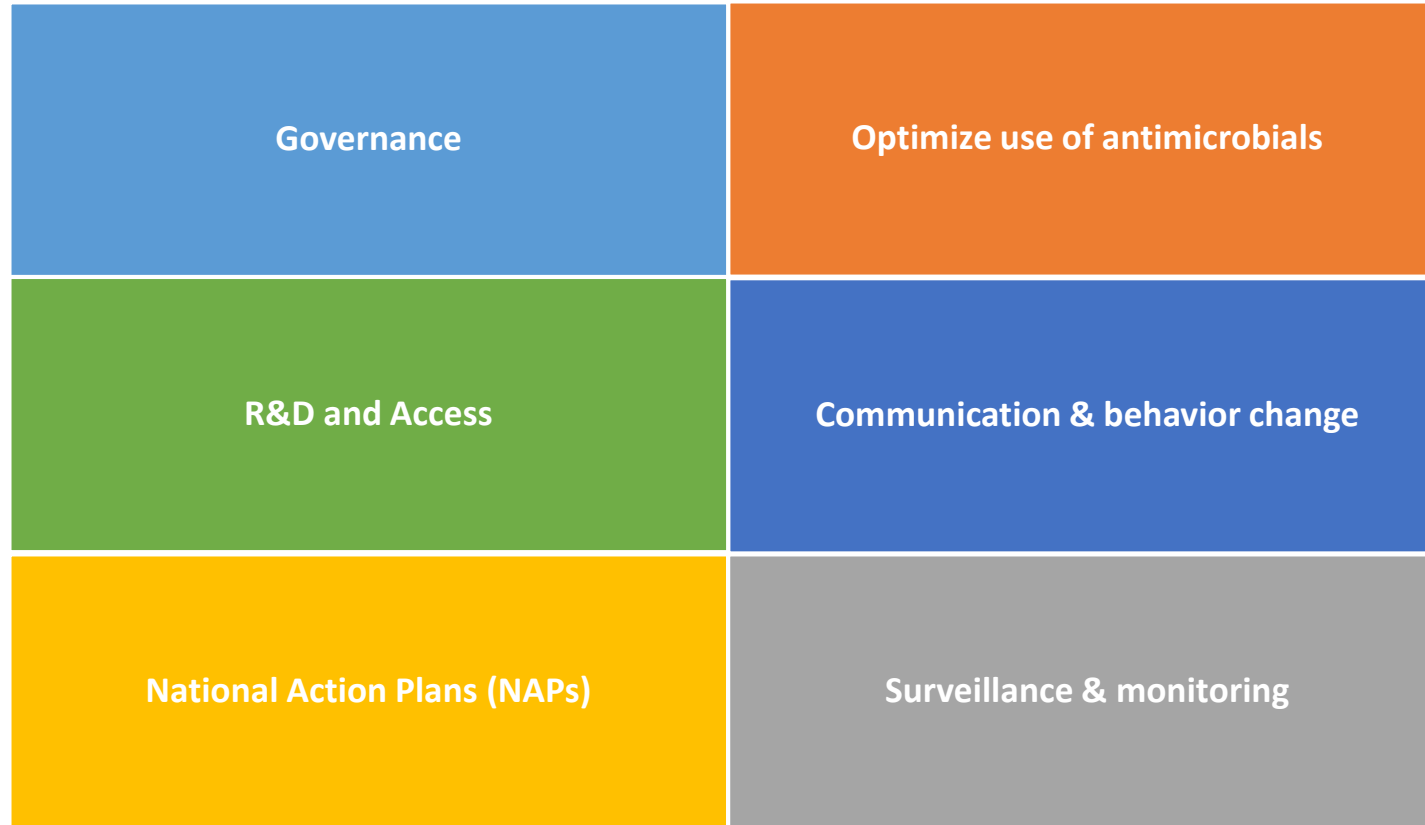 Governance
Optimize use of antimicrobials
R&D and Access
Communication & behavior change
National Action Plans (NAPs)
Surveillance & monitoring